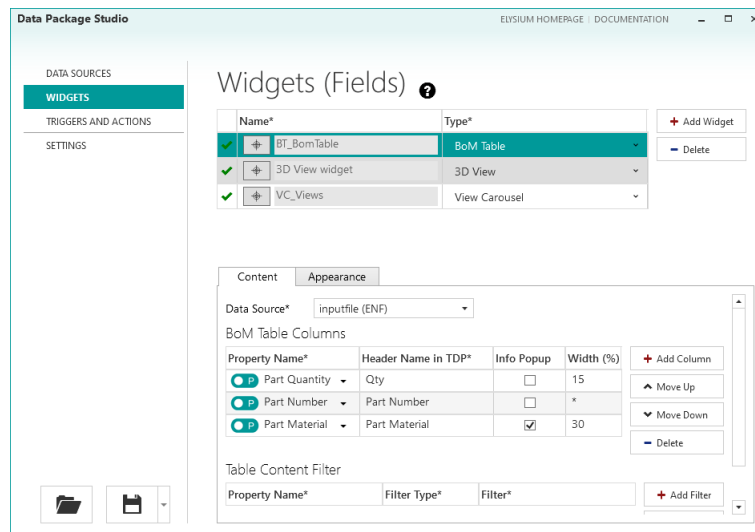 Data Package Studio
ELYSIUM HOMEPAGE | DOCUMENTATION
DATA SOURCES
WIDGETS
TRIGGERS AND ACTIONS
SETTINGS
Widgets (Fields) ?
Name* Type*
BT_BomTable BoM Table
3D View widget 3D View
VC_Views View Carousel
+ Add Widget
− Delete
Content Appearance
Data Source* inputfile (ENF)
BoM Table Columns
Property Name* Header Name in TDP* Info Popup Width (%)
P Part Quantity Qty 15
P Part Number Part Number *
P Part Material Part Material 30
+ Add Column
Move Up
Move Down
− Delete
Table Content Filter
Property Name* Filter Type* Filter*
+ Add Filter